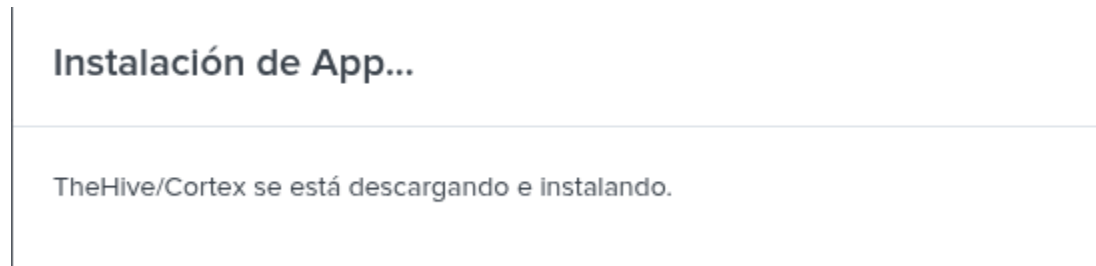 Instalación de App...
TheHive/Cortex se está descargando e instalando.